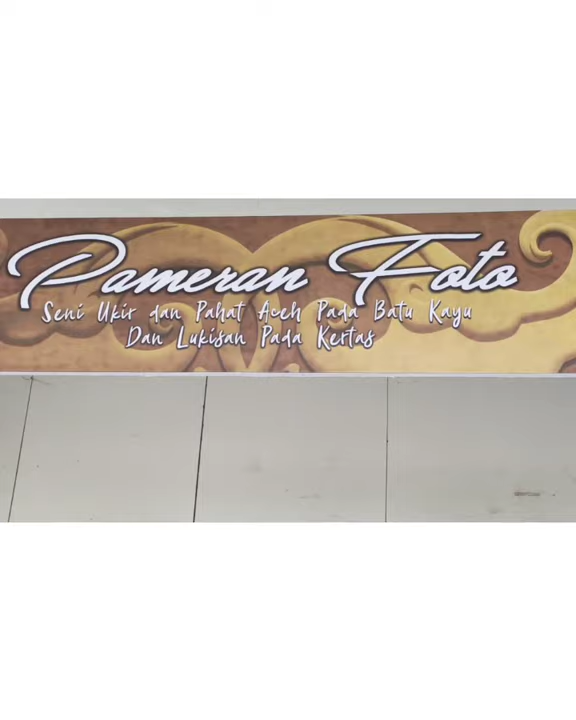 Pameran Foto
Seni Ukir dan Pahat Aceh Pada Batu Kayu
Dan Lukisan Pada Kertas